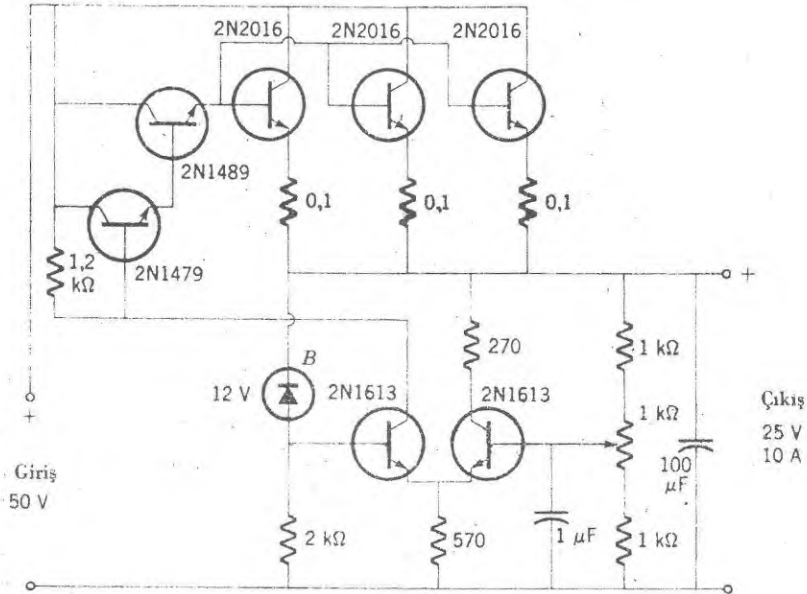 2N2016 2N2016 2N2016
2N1489
0,1 0,1 0,1
2N1479
1,2
kΩ
+
270
1 kΩ
B
12 V
2N1613 2N1613
1 kΩ
Çıkış
25 V
10 A
+
Giriş
50 V
100
μF
2 kΩ
570
1 μF
1 kΩ